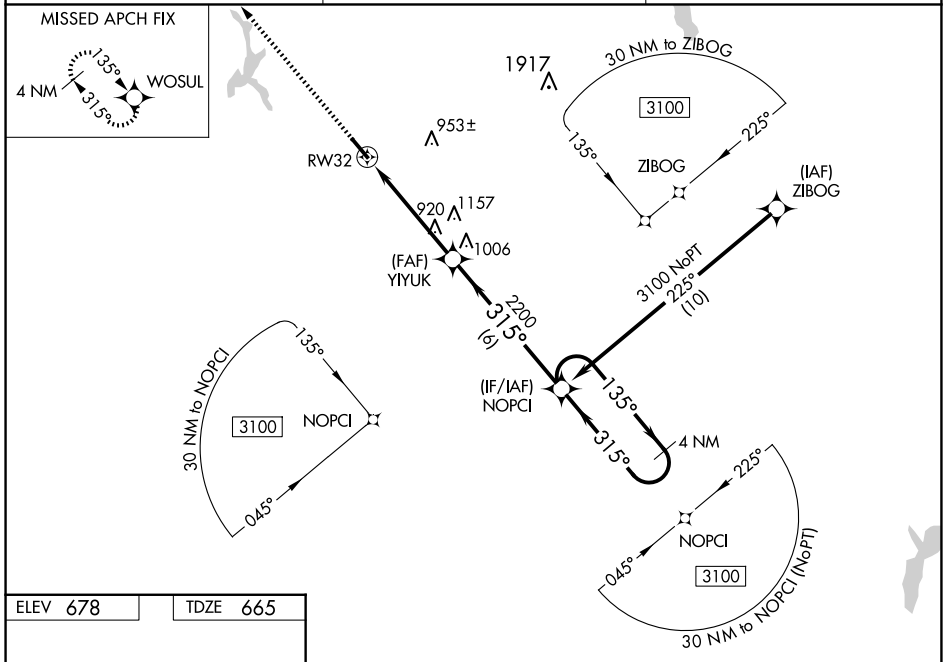 MISSED APCH FIX
135°
WOSUL
4 NM
315°
30 NM to ZIBOG
1917
3100
135°
225°
ZIBOG
953±
RW32
(IAF)
ZIBOG
920
1157
1006
(FAF)
YIYUK
3100 NoPT
225°
(10)
2200
315°
(6)
30 NM to NOPCI
135°
3100
NOPCI
045°
(IF/IAF)
NOPCI
135°
315°
4 NM
225°
NOPCI
045°
3100
30 NM to NOPCI (NoPT)
ELEV 678
TDZE 665